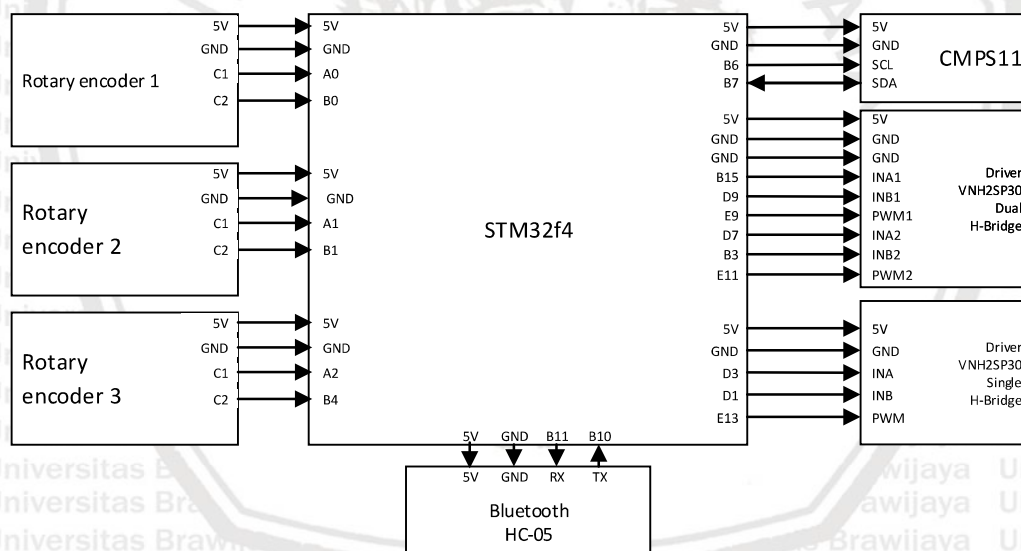 Rotary encoder 1
5V
GND
C1
C2
5V
GND
A0
B0
Rotary
encoder 2
5V
GND
C1
C2
5V
GND
A1
B1
Rotary
encoder 3
5V
GND
C1
C2
5V
GND
A2
B4
STM32f4
5V
GND
B6
B7
5V
GND
SCL
SDA
CMPS11
5V
GND
GND
B15
D9
E9
D7
B3
E11
5V
GND
GND
INA1
INB1
PWM1
INA2
INB2
PWM2
Driver
VNH2SP30
Dual
H-Bridge
5V
GND
D3
D1
E13
5V
GND
INA
INB
PWM
Driver
VNH2SP30
Single
H-Bridge
5V GND B11 B10
5V GND RX TX
Bluetooth
HC-05
Universitas
Universitas
Universitas
Brawijaya